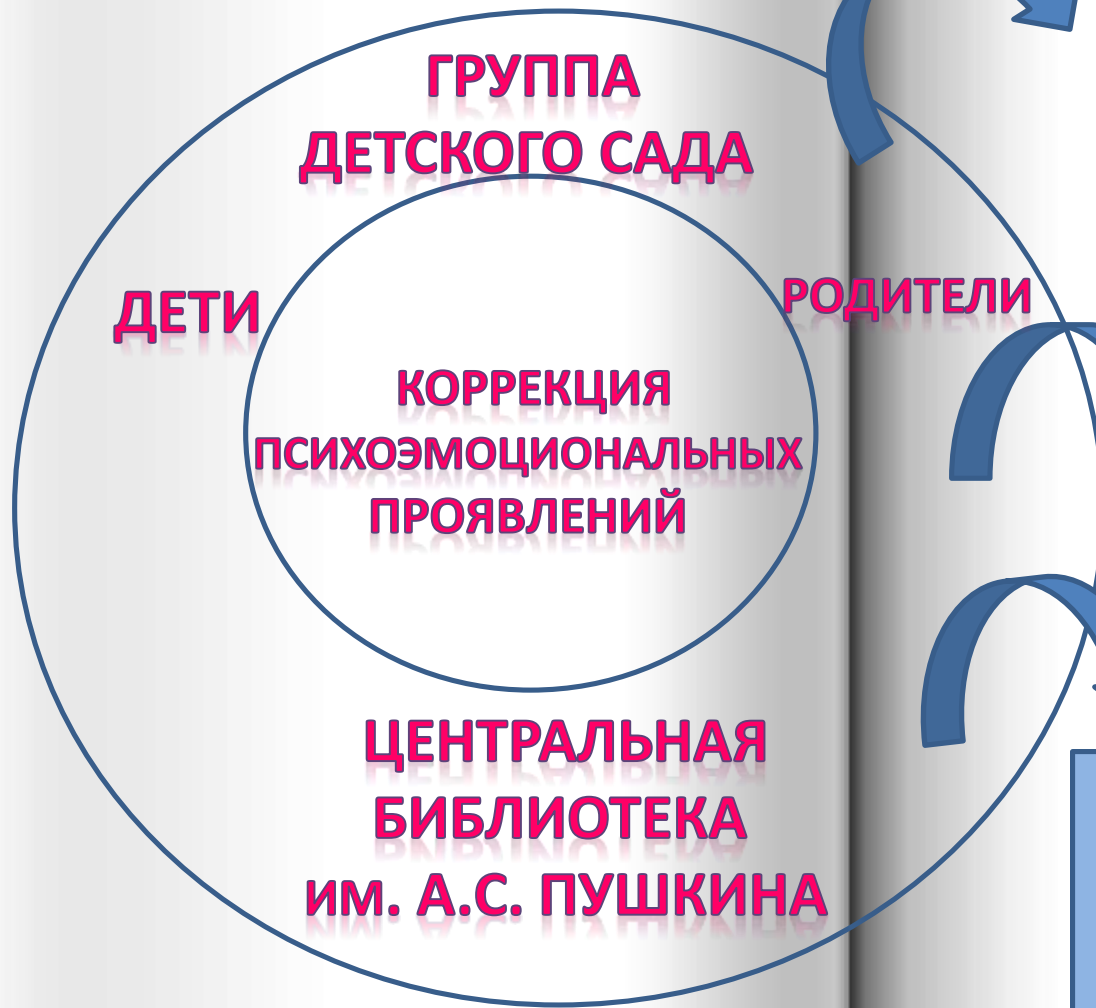 ГРУППА
ДЕТСКОГО САДА
ДЕТИ
РОДИТЕЛИ
КОРРЕКЦИЯ
ПСИХОЭМОЦИОНАЛЬНЫХ
ПРОЯВЛЕНИЙ
ЦЕНТРАЛЬНАЯ
БИБЛИОТЕКА
им. А.С. ПУШКИНА